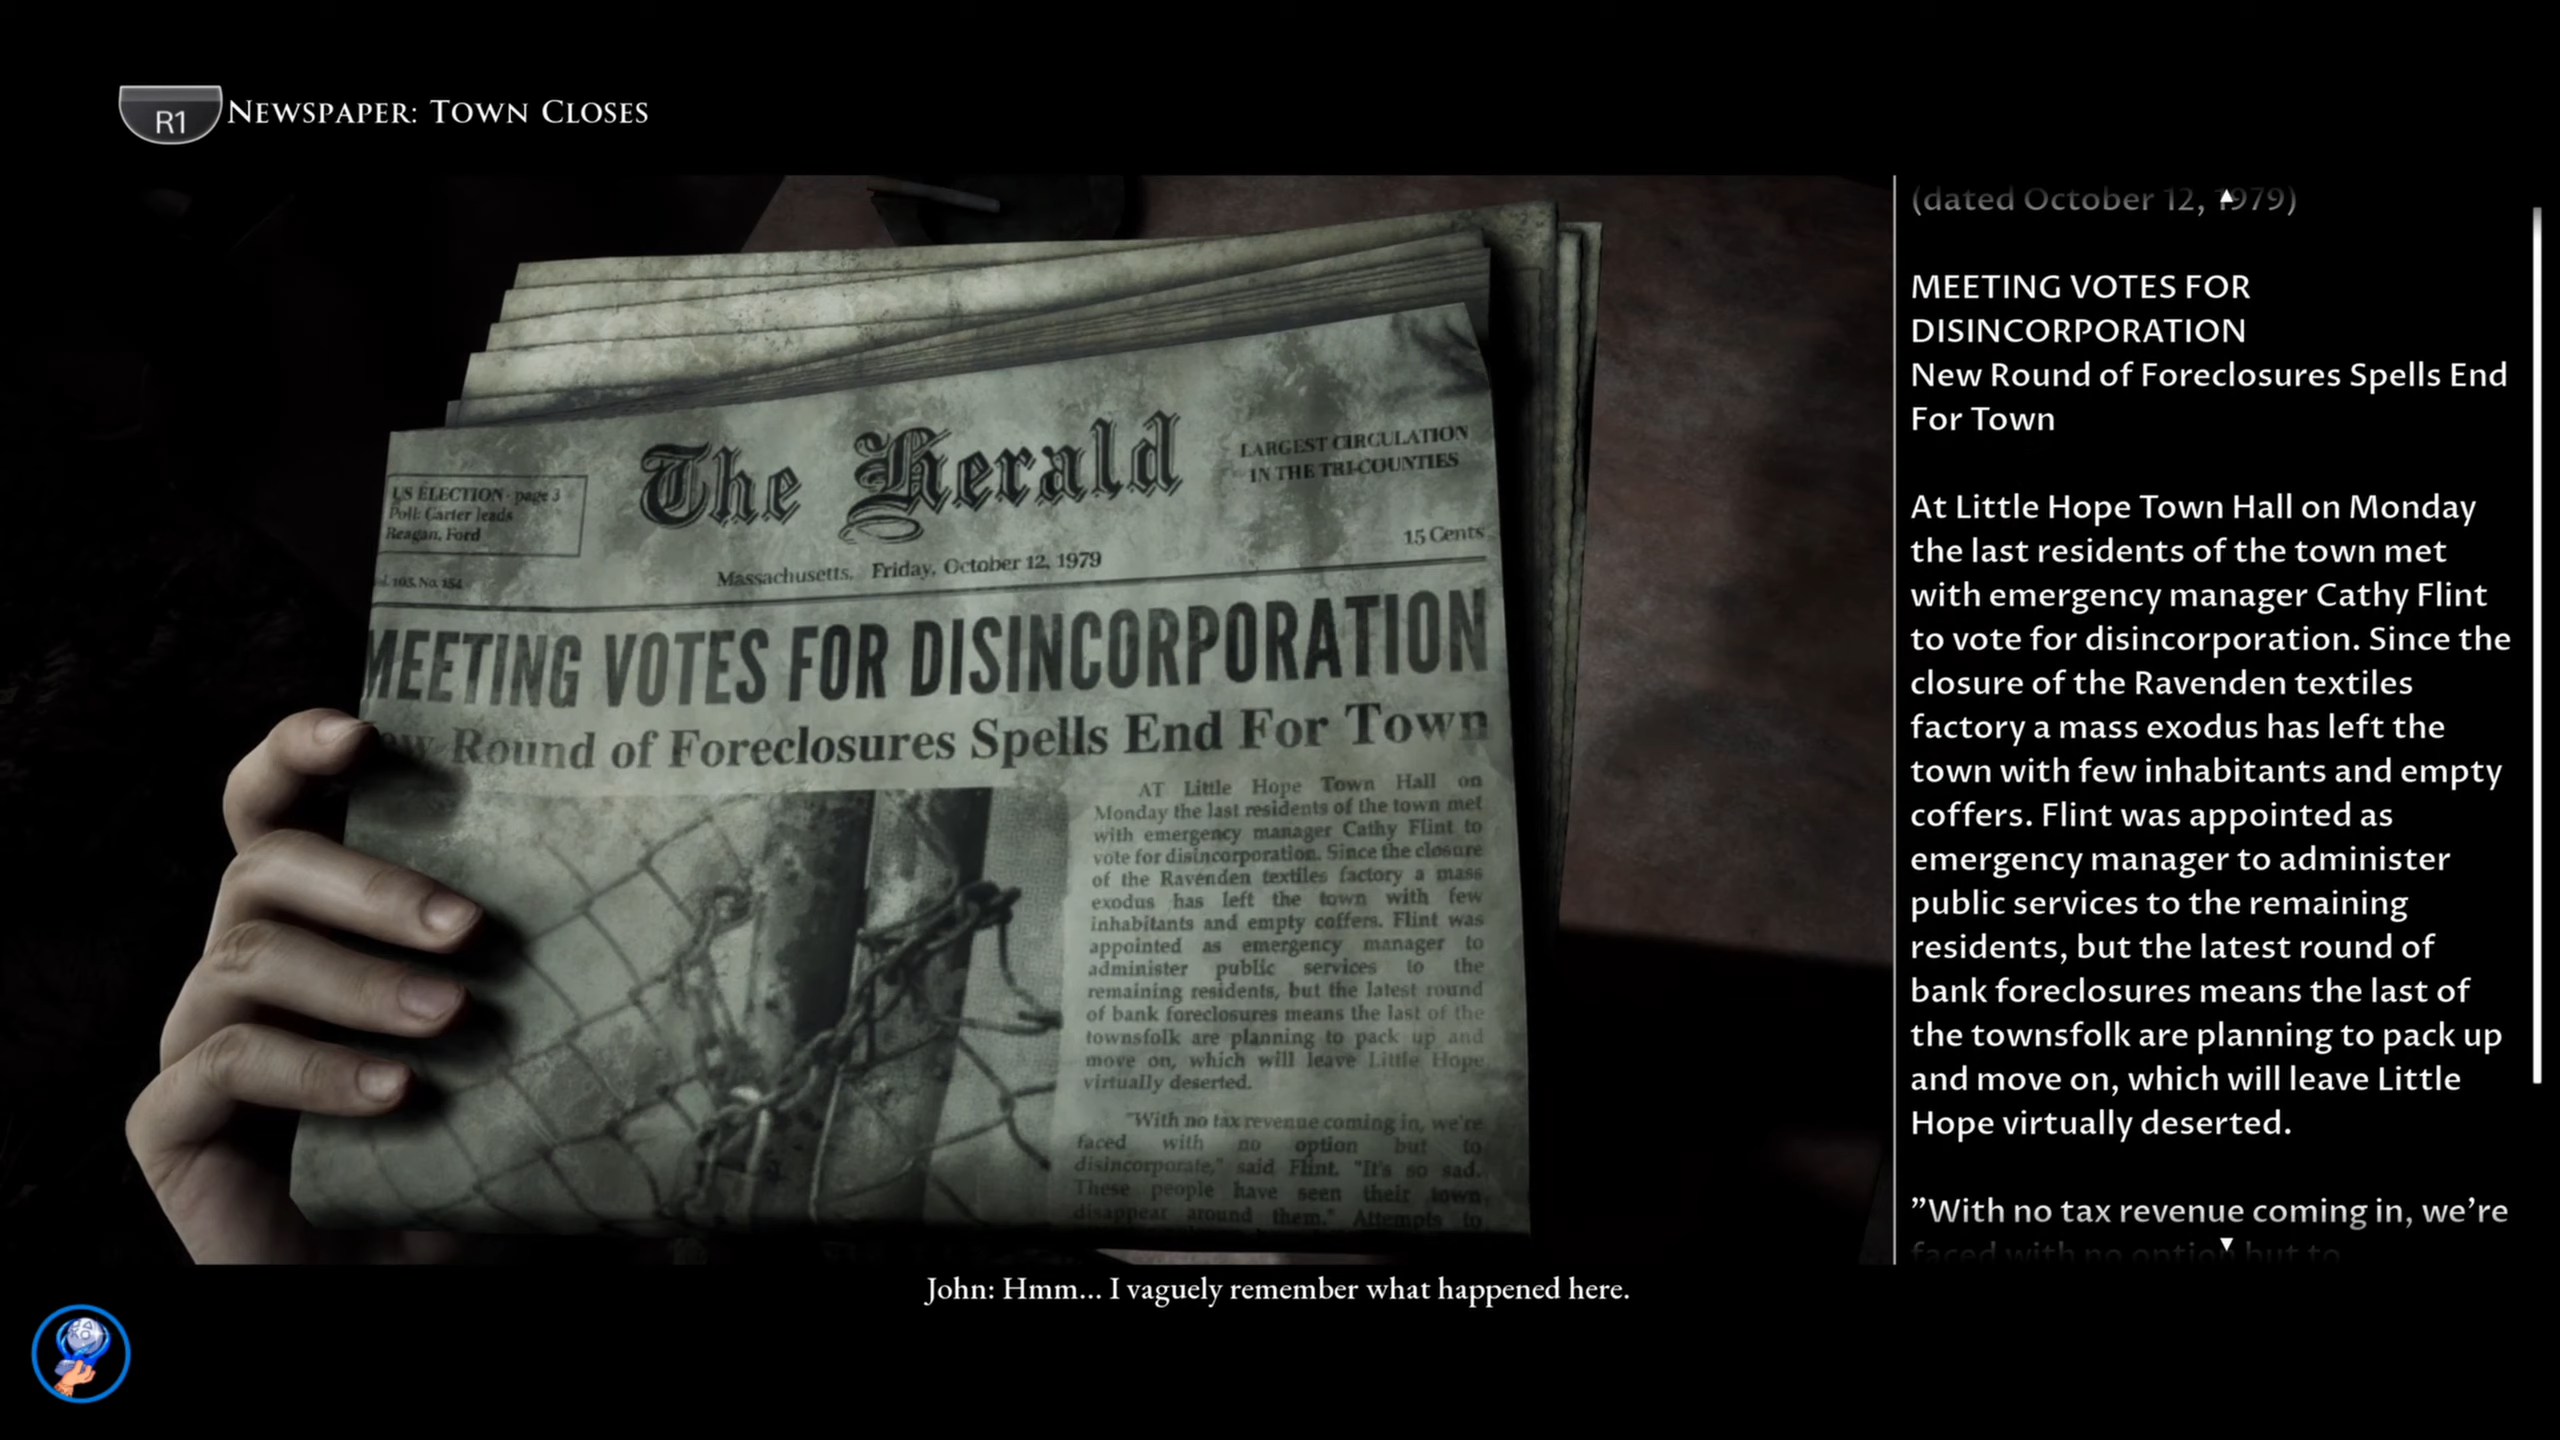 R1 NEWSPAPER: TOWN CLOSES
US ELECTION - page 3
Poll: Carter leads
Reagan, Ford
The Herald
LARGEST CIRCULATION
IN THE TRI-COUNTIES
15 Cents
Massachusetts, Friday, October 12, 1979
103, No. 154
MEETING VOTES FOR DISINCORPORATION
Round of Foreclosures Spells End For Town
AT Little Hope Town Hall on
Monday the last residents of the town met
with emergency manager Cathy Flint to
vote for disincorporation. Since the closure
of the Ravenden textiles factory a mass
exodus has left the town with few
inhabitants and empty coffers. Flint was
appointed as emergency manager to
administer public services to the
remaining residents, but the latest round
of bank foreclosures means the last of the
townsfolk are planning to pack up and
move on, which will leave Little Hope
virtually deserted.
"With no tax revenue coming in, we're
faced with no option but to
disincorporate," said Flint. "It's so sad.
These people have seen their town
disappear around them." Attempts to
(dated October 12, 1979)
MEETING VOTES FOR
DISINCORPORATION
New Round of Foreclosures Spells End
For Town
At Little Hope Town Hall on Monday
the last residents of the town met
with emergency manager Cathy Flint
to vote for disincorporation. Since the
closure of the Ravenden textiles
factory a mass exodus has left the
town with few inhabitants and empty
coffers. Flint was appointed as
emergency manager to administer
public services to the remaining
residents, but the latest round of
bank foreclosures means the last of
the townsfolk are planning to pack up
and move on, which will leave Little
Hope virtually deserted.
”With no tax revenue coming in, we’re
faced with no option but to
John: Hmm... I vaguely remember what happened here.